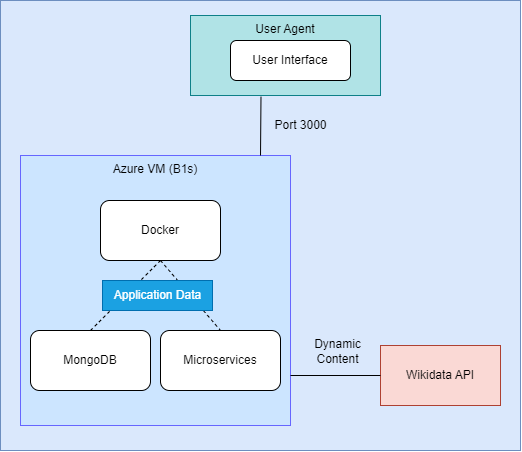 User Agent
User Interface
Port 3000
Azure VM (B1s)
Docker
Application Data
MongoDB
Microservices
Dynamic
Content
Wikidata API